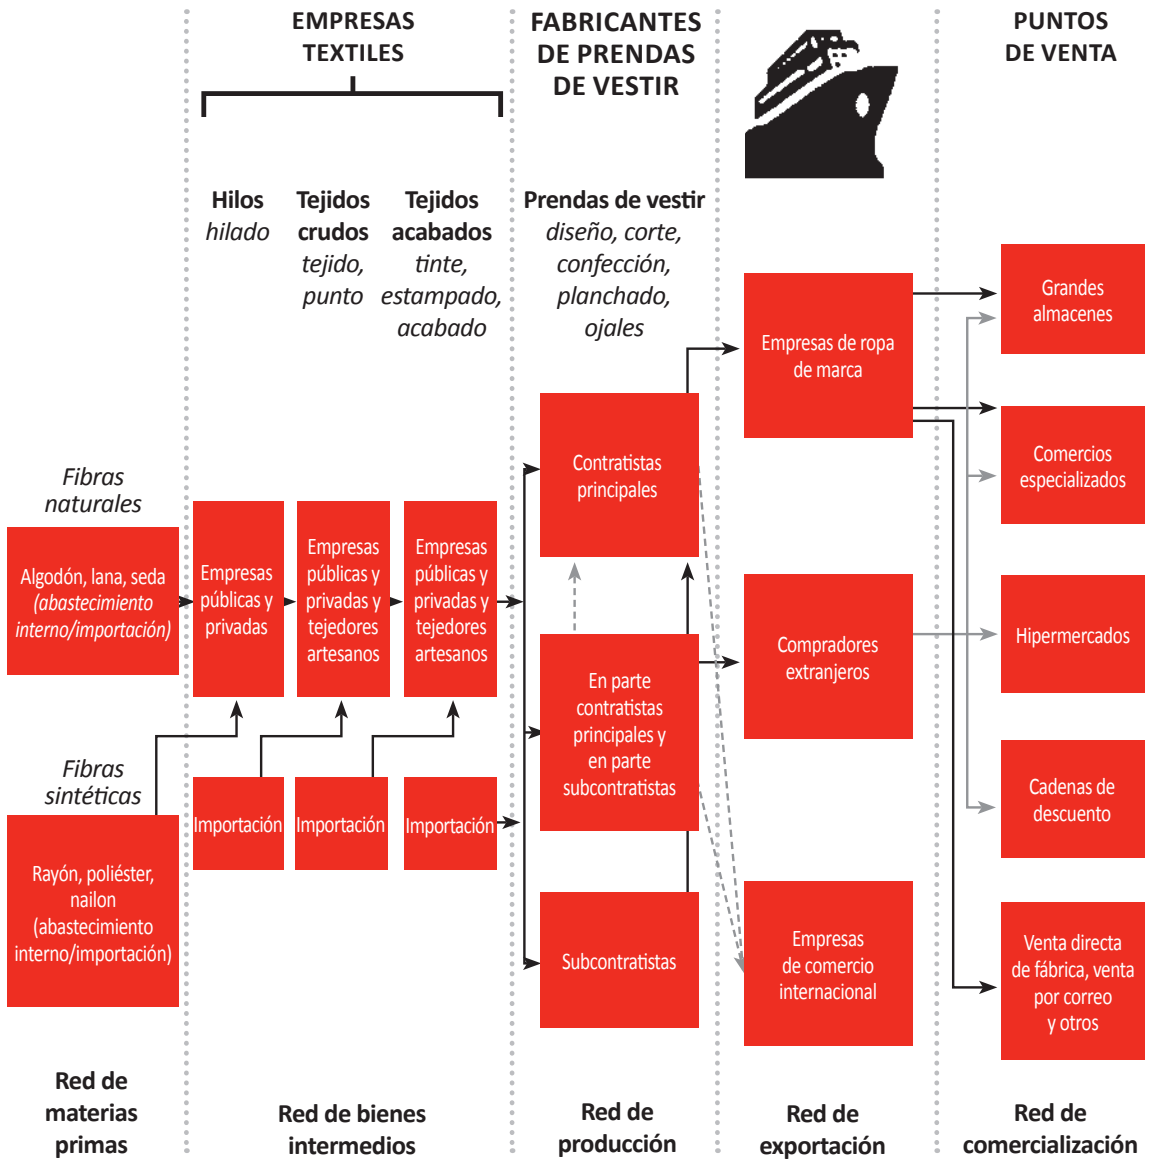 EMPRESAS
TEXTILES
FABRICANTES
DE PRENDAS
DE VESTIR
PUNTOS
DE VENTA
Hilos
hilado
Tejidos
crudos
tejido,
punto
Tejidos
acabados
tinte,
estampado,
acabado
Prendas de vestir
diseño, corte,
confección,
planchado,
ojales
Fibras
naturales
Algodón, lana, seda
(abastecimiento
interno/importación)
Fibras
sintéticas
Rayón, poliéster,
nailon
(abastecimiento
interno/importación)
Empresas
públicas y
privadas
Empresas
públicas y
privadas y
tejedores
artesanos
Empresas
públicas y
privadas y
tejedores
artesanos
Importación
Importación
Importación
Contratistas
principales
En parte
contratistas
principales y
en parte
subcontratistas
Subcontratistas
Empresas de ropa
de marca
Compradores
extranjeros
Empresas
de comercio
internacional
Grandes
almacenes
Comercios
especializados
Hipermercados
Cadenas de
descuento
Venta directa
de fábrica, venta
por correo
y otros
Red de
materias
primas
Red de bienes
intermedios
Red de
producción
Red de
exportación
Red de
comercialización